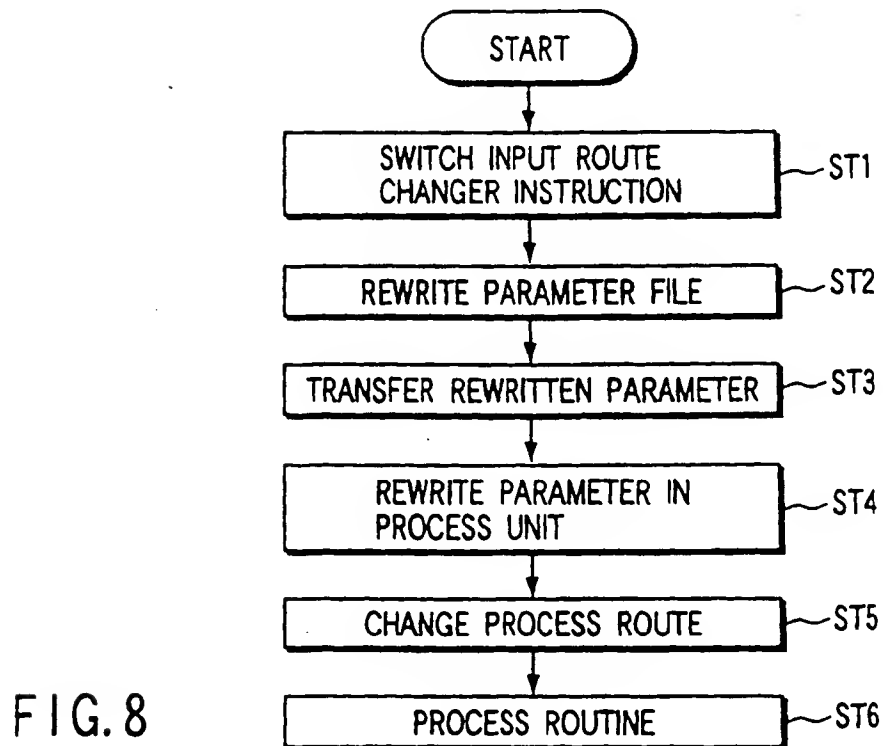 START
SWITCH INPUT ROUTE
CHANGER INSTRUCTION
ST1
REWRITE PARAMETER FILE
ST2
TRANSFER REWRITTEN PARAMETER
ST3
REWRITE PARAMETER IN
PROCESS UNIT
ST4
CHANGE PROCESS ROUTE
ST5
PROCESS ROUTINE
ST6
FIG. 8